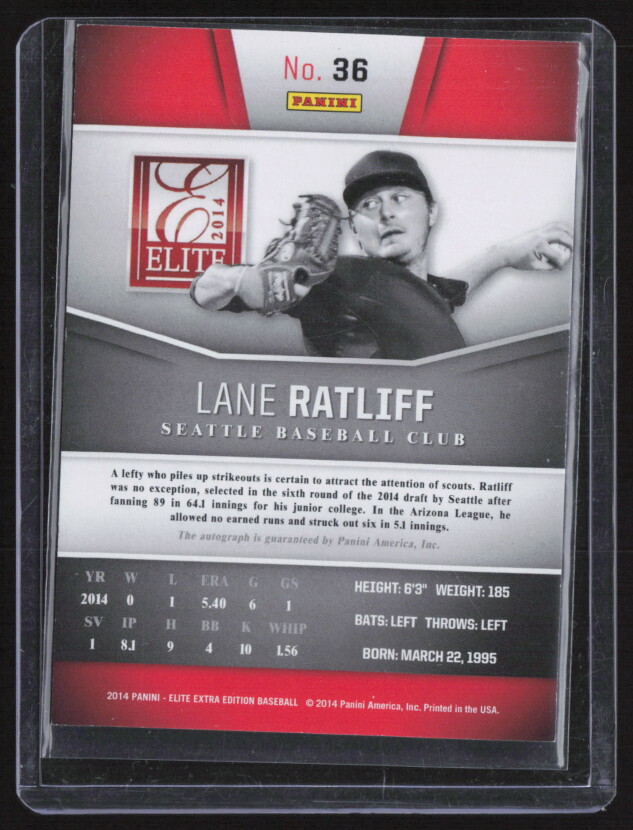 No. 36
PANINI
E
2014
ELITE
LANE RATLIFF
SEATTLE BASEBALL CLUB
A lefty who piles up strikeouts is certain to attract the attention of scouts. Ratliff
was no exception, selected in the sixth round of the 2014 draft by Seattle after
fanning 89 in 64.1 innings for his junior college. In the Arizona League, he
allowed no earned runs and struck out six in 5.1 innings.
The autograph is guaranteed by Panini America, Inc.
YR W L ERA G GS
2014 0 1 5.40 6 1
SV IP H BB K WHIP
1 8.1 9 4 10 1.56
HEIGHT: 6'3" WEIGHT: 185
BATS: LEFT THROWS: LEFT
BORN: MARCH 22, 1995
2014 PANINI - ELITE EXTRA EDITION BASEBALL © 2014 Panini America, Inc. Printed in the USA.